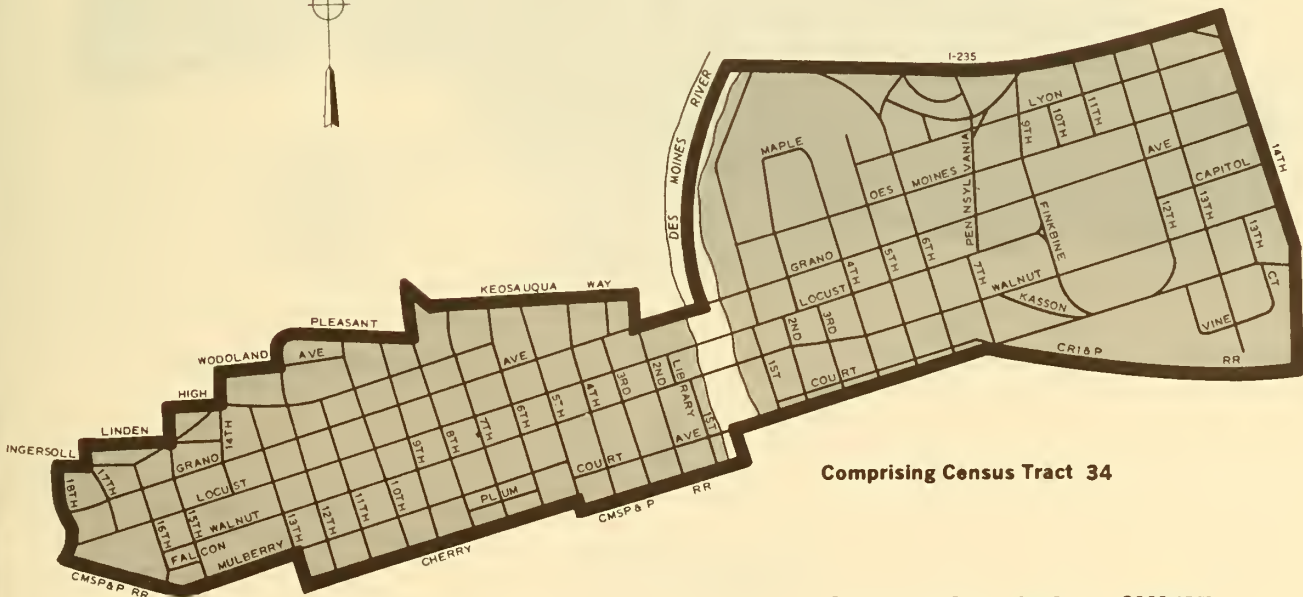 I-235
DES MOINES RIVER
LYON
9TH
10TH
11TH
MAPLE
PENNSYLVANIA
AVE
14TH
OES MOINES
CAPITOL
FINKBINE
12TH
13TH
13TH
CT
GRANO
4TH
5TH
6TH
7TH
LOCUST
WALNUT
KASSON
VINE
2ND
3RD
1ST
COURT
CRI&P
RR
KEOSAUQUA WAY
PLEASANT
WODOLAND
AVE
AVE
HIGH
LINDEN
INGERSOLL
18TH
17TH
GRANO
14TH
LOCUST
9TH
8TH
7TH
6TH
5TH
4TH
3RD
2ND
LIBRARY
1ST
16TH
15TH
WALNUT
13TH
12TH
11TH
10TH
PLUM
COURT
AVE
FALCON
MULBERRY
CHERRY
CMSP&P RR
CMSP&P RR
Comprising Census Tract 34